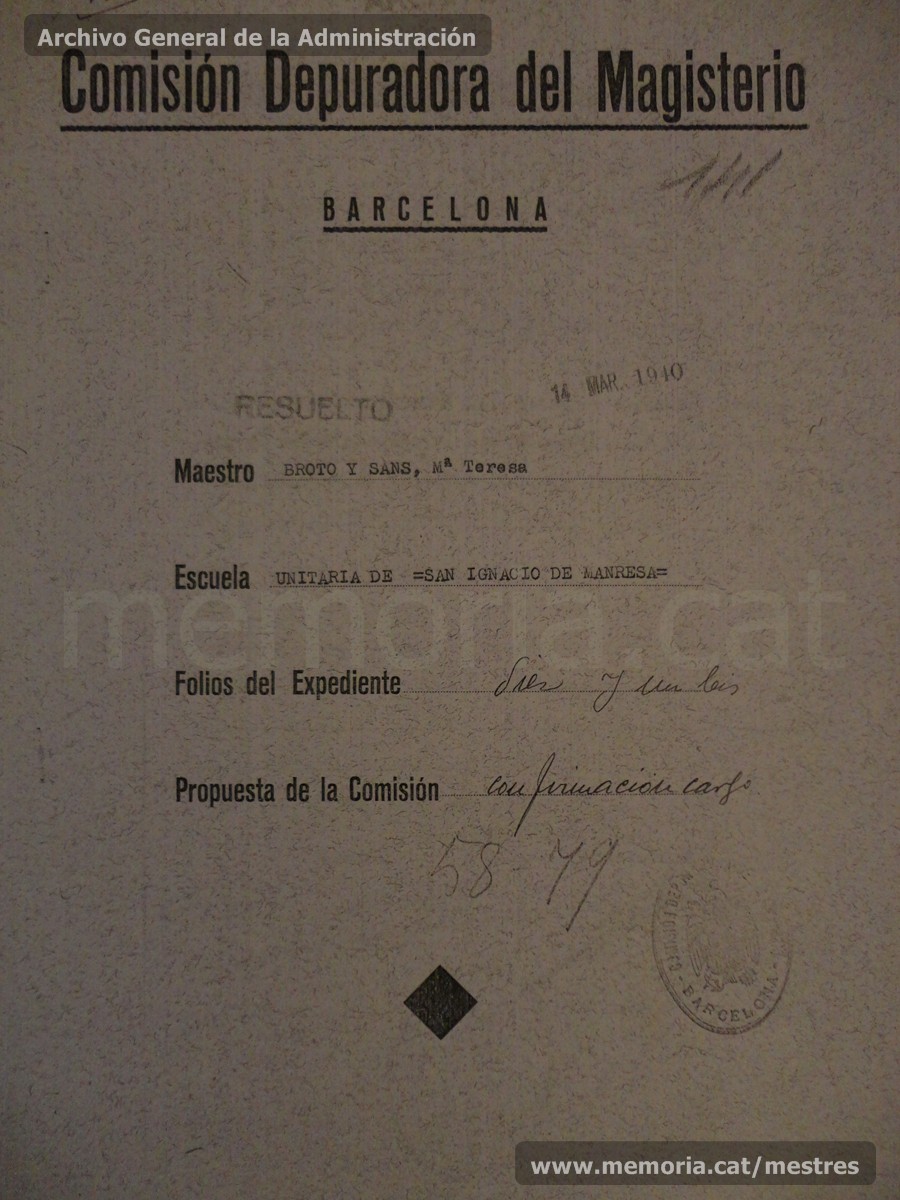 Archivo General de la Administración
Comisión Depuradora del Magisterio
BARCELONA
RESUELTO
14 MAR. 1940
Maestro BROTO Y SANS, Mª Teresa
Escuela UNITARIA DE =SAN IGNACIO DE MANRESA=
memoria.cat
Folios del Expediente diez y un bis
Propuesta de la Comisión confirmación cargo
58 79
BARCELONA
www.memoria.cat/mestres